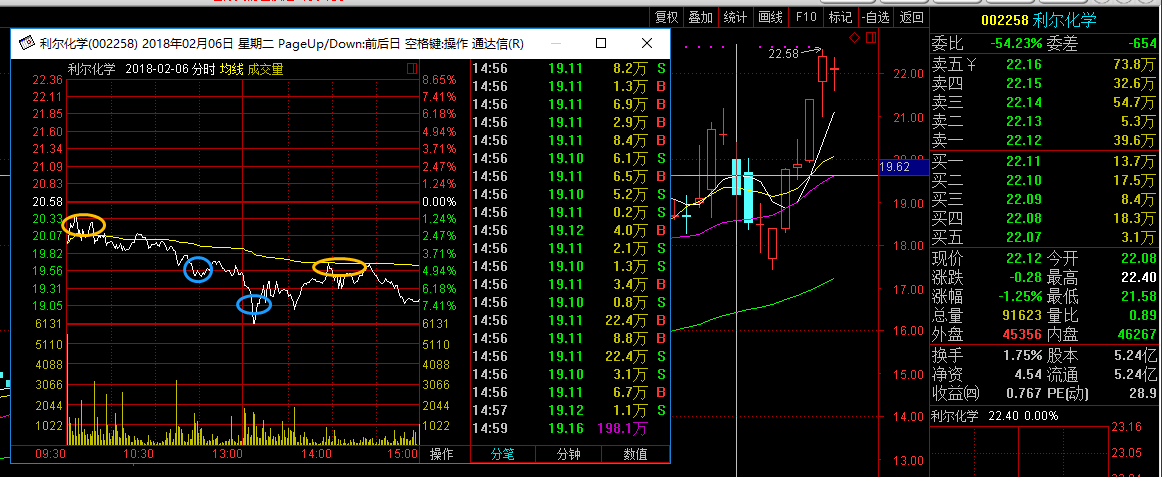 复权 叠加 统计 画线 F10 标记 -自选 返回
002258 利尔化学
利尔化学(002258) 2018年02月06日 星期二 PageUp/Down:前后日 空格键:操作 通达信(R)
利尔化学 2018-02-06 分时 均线 成交量
22.36 8.65%
22.11 7.41%
21.85 6.18%
21.60 4.94%
21.34 3.71%
21.09 2.47%
20.83 1.24%
20.58 0.00%
20.33 1.24%
20.07 2.47%
19.82 3.71%
19.56 4.94%
19.31 6.18%
19.05 7.41%
6131 6131
5110 5110
4088 4088
3066 3066
2044 2044
1022 1022
09:30 10:30 13:00 14:00 15:00 操作
14:56 19.11 8.2万 S
14:56 19.11 1.3万 B
14:56 19.11 6.9万 B
14:56 19.11 2.9万 B
14:56 19.11 8.4万 B
14:56 19.10 6.1万 S
14:56 19.11 6.5万 B
14:56 19.10 5.2万 S
14:56 19.11 0.2万 S
14:56 19.12 4.0万 B
14:56 19.11 2.1万 S
14:56 19.10 1.3万 S
14:56 19.11 3.4万 B
14:56 19.10 0.8万 S
14:56 19.11 22.4万 B
14:56 19.11 8.8万 B
14:56 19.11 22.4万 S
14:56 19.10 3.1万 S
14:56 19.11 6.7万 B
14:57 19.12 1.1万 S
14:59 19.16 198.1万
分笔 分钟 数值
22.58
22.00
21.00
20.00
19.62
19.00
18.00
17.00
16.00
15.00
14.00
13.00
委比 -54.23% 委差 -654
卖五 ¥ 22.16 73.8万
卖四 22.15 32.6万
卖三 22.14 54.7万
卖二 22.13 5.3万
卖一 22.12 39.6万
买一 22.11 13.7万
买二 22.10 17.5万
买三 22.09 8.4万
买四 22.08 18.3万
买五 22.07 3.1万
现价 22.12 今开 22.08
涨跌 -0.28 最高 22.40
涨幅 -1.25% 最低 21.58
总量 91623 量比 0.89
外盘 45356 内盘 46267
换手 1.75% 股本 5.24亿
净资 4.54 流通 5.24亿
收益㈣ 0.767 PE(动) 28.9
利尔化学 22.40 0.00%
23.16
23.05